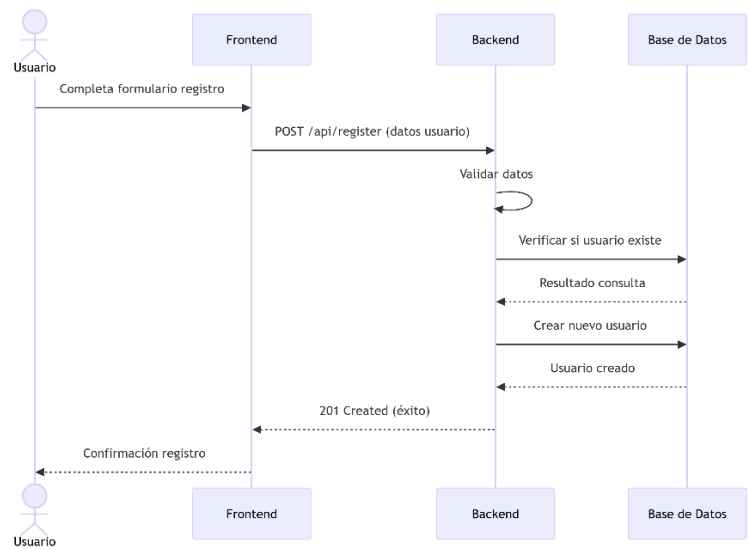 Usuario
Frontend
Backend
Base de Datos
Completa formulario registro
POST /api/register (datos usuario)
Validar datos
Verificar si usuario existe
Resultado consulta
Crear nuevo usuario
Usuario creado
201 Created (éxito)
Confirmación registro
Usuario
Frontend
Backend
Base de Datos